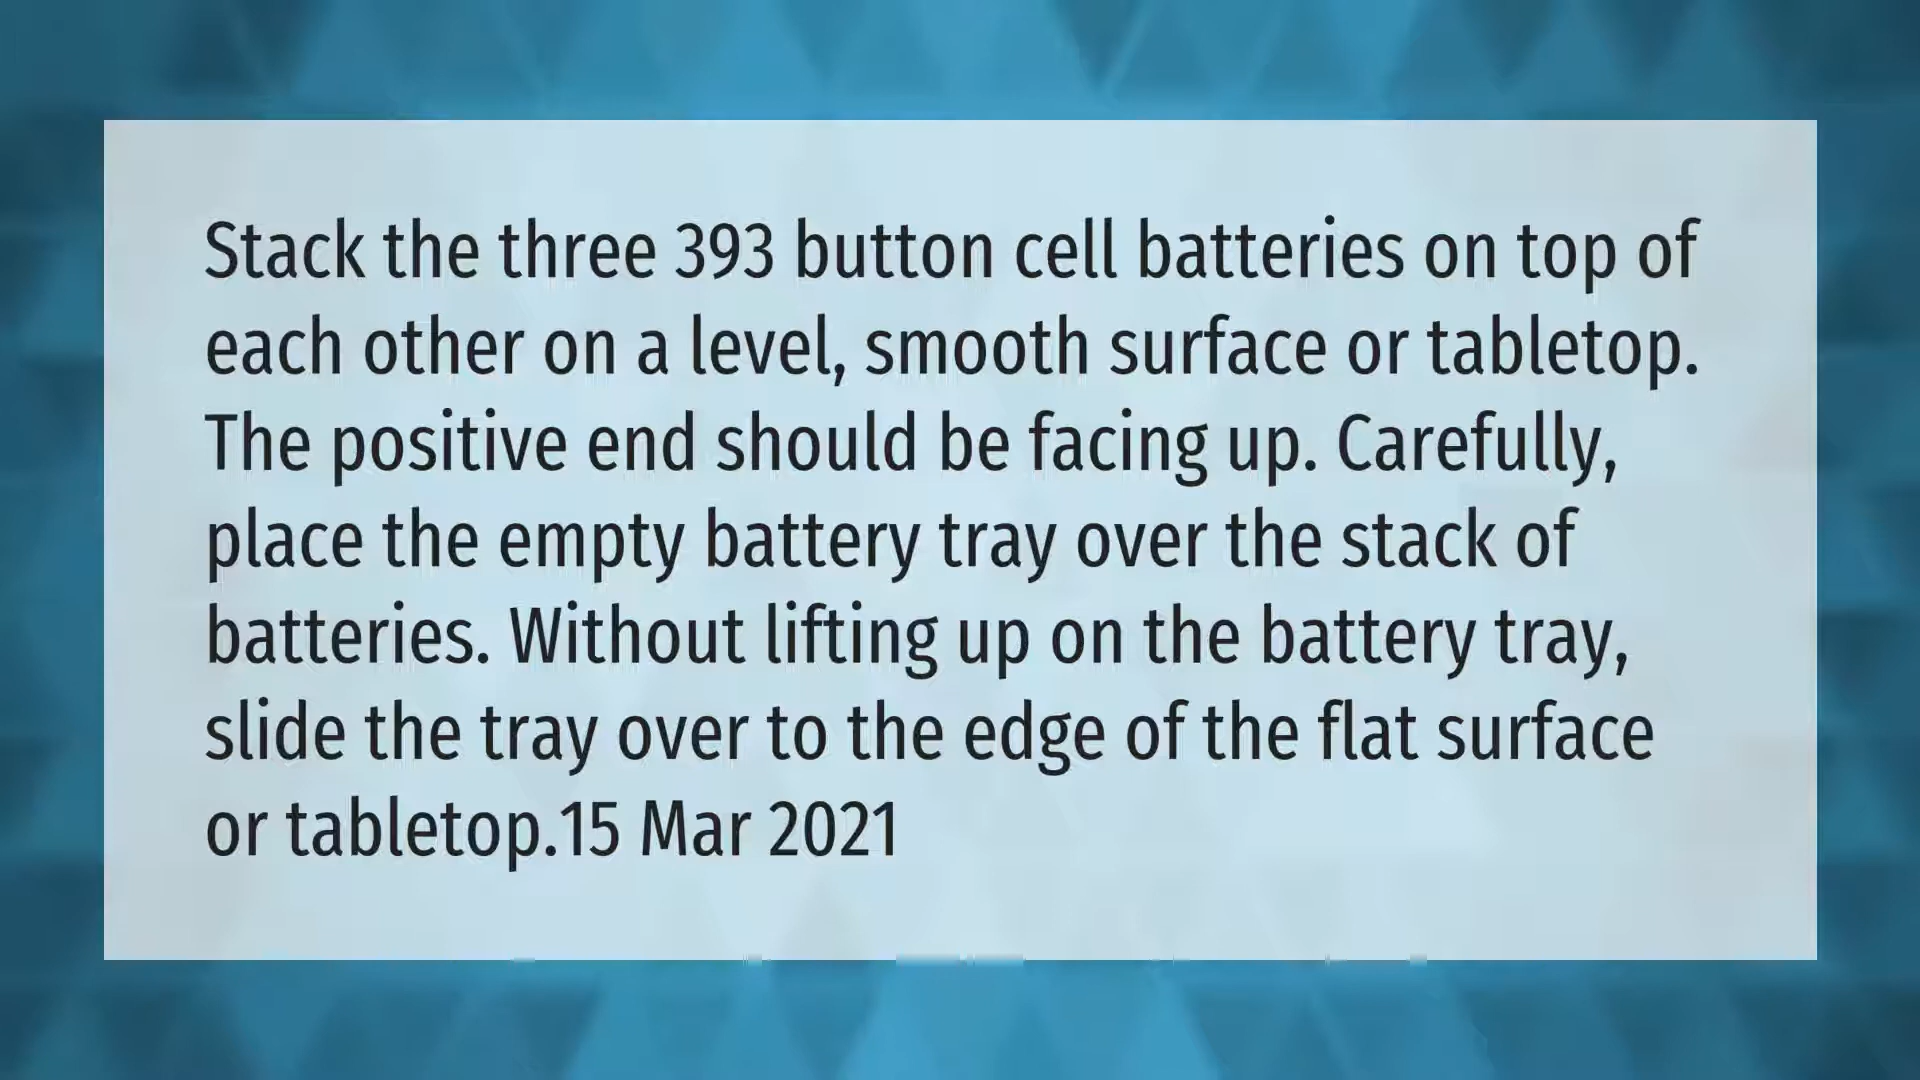 Stack the three 393 button cell batteries on top of
each other on a level, smooth surface or tabletop.
The positive end should be facing up. Carefully,
place the empty battery tray over the stack of
batteries. Without lifting up on the battery tray,
slide the tray over to the edge of the flat surface
or tabletop.15 Mar 2021